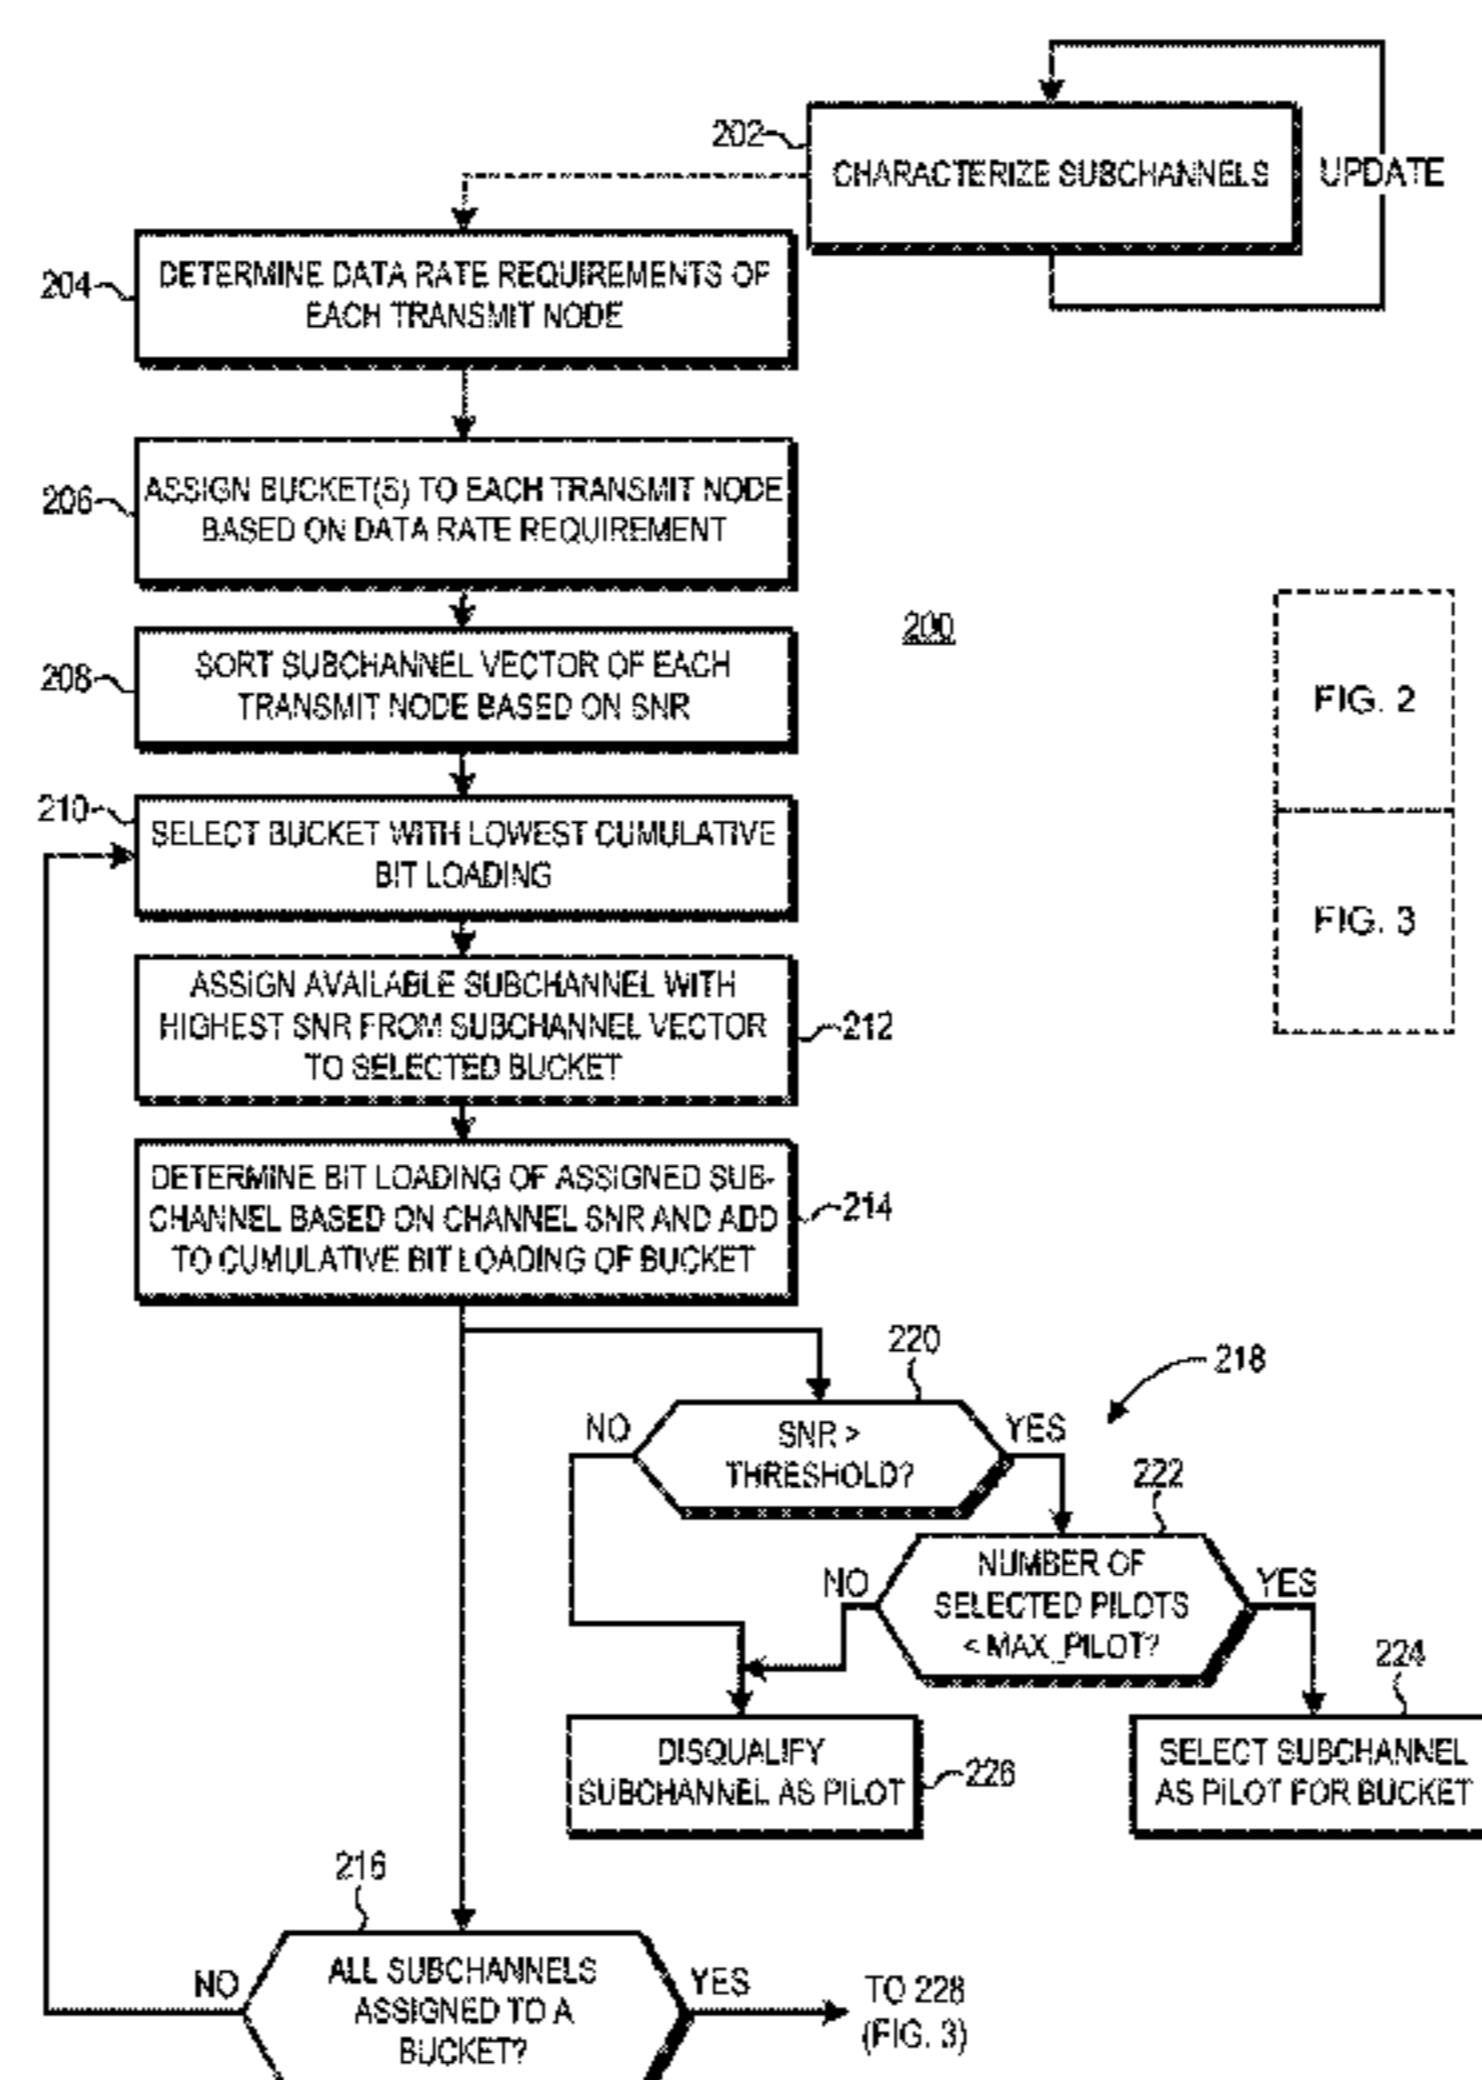 202
CHARACTERIZE SUBCHANNELS
UPDATE
204
DETERMINE DATA RATE REQUIREMENTS OF
EACH TRANSMIT NODE
206
ASSIGN BUCKET(S) TO EACH TRANSMIT NODE
BASED ON DATA RATE REQUIREMENT
200
208
SORT SUBCHANNEL VECTOR OF EACH
TRANSMIT NODE BASED ON SNR
FIG. 2
210
SELECT BUCKET WITH LOWEST CUMULATIVE
BIT LOADING
FIG. 3
ASSIGN AVAILABLE SUBCHANNEL WITH
HIGHEST SNR FROM SUBCHANNEL VECTOR
TO SELECTED BUCKET
212
DETERMINE BIT LOADING OF ASSIGNED SUB-
CHANNEL BASED ON CHANNEL SNR AND ADD
TO CUMULATIVE BIT LOADING OF BUCKET
214
220
218
NO
SNR >
THRESHOLD?
YES
222
NO
NUMBER OF
SELECTED PILOTS
< MAX_PILOT?
YES
224
DISQUALIFY
SUBCHANNEL AS PILOT
226
SELECT SUBCHANNEL
AS PILOT FOR BUCKET
216
NO
ALL SUBCHANNELS
ASSIGNED TO A
BUCKET?
YES
TO 228
(FIG. 3)